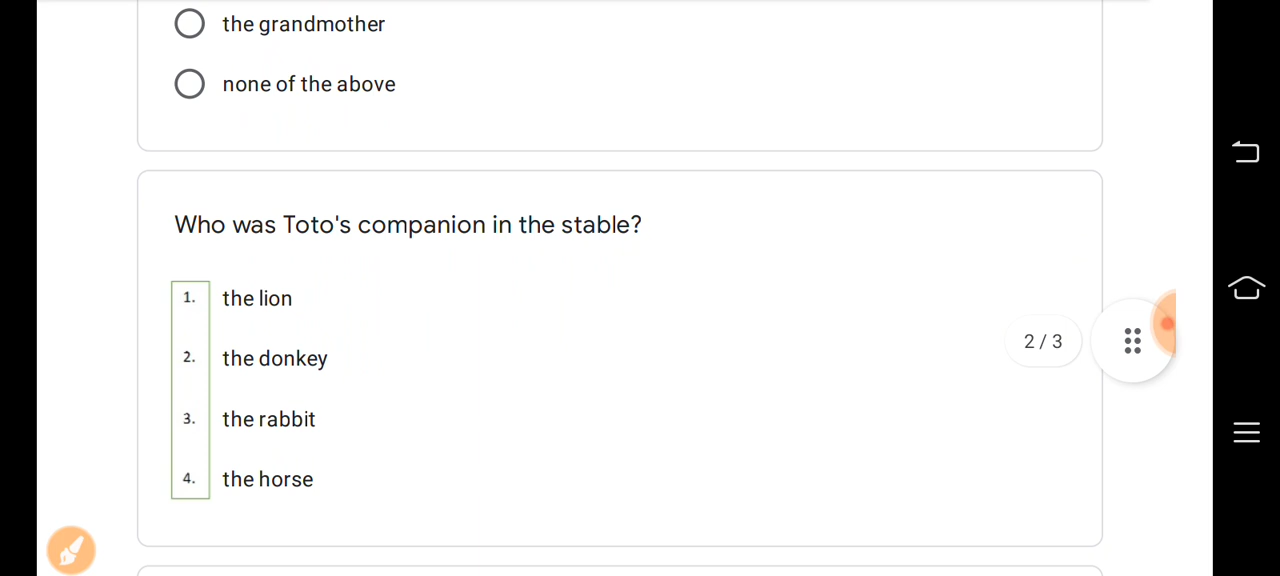 the grandmother
none of the above
Who was Toto's companion in the stable?
1. the lion
2. the donkey
3. the rabbit
4. the horse
2 / 3